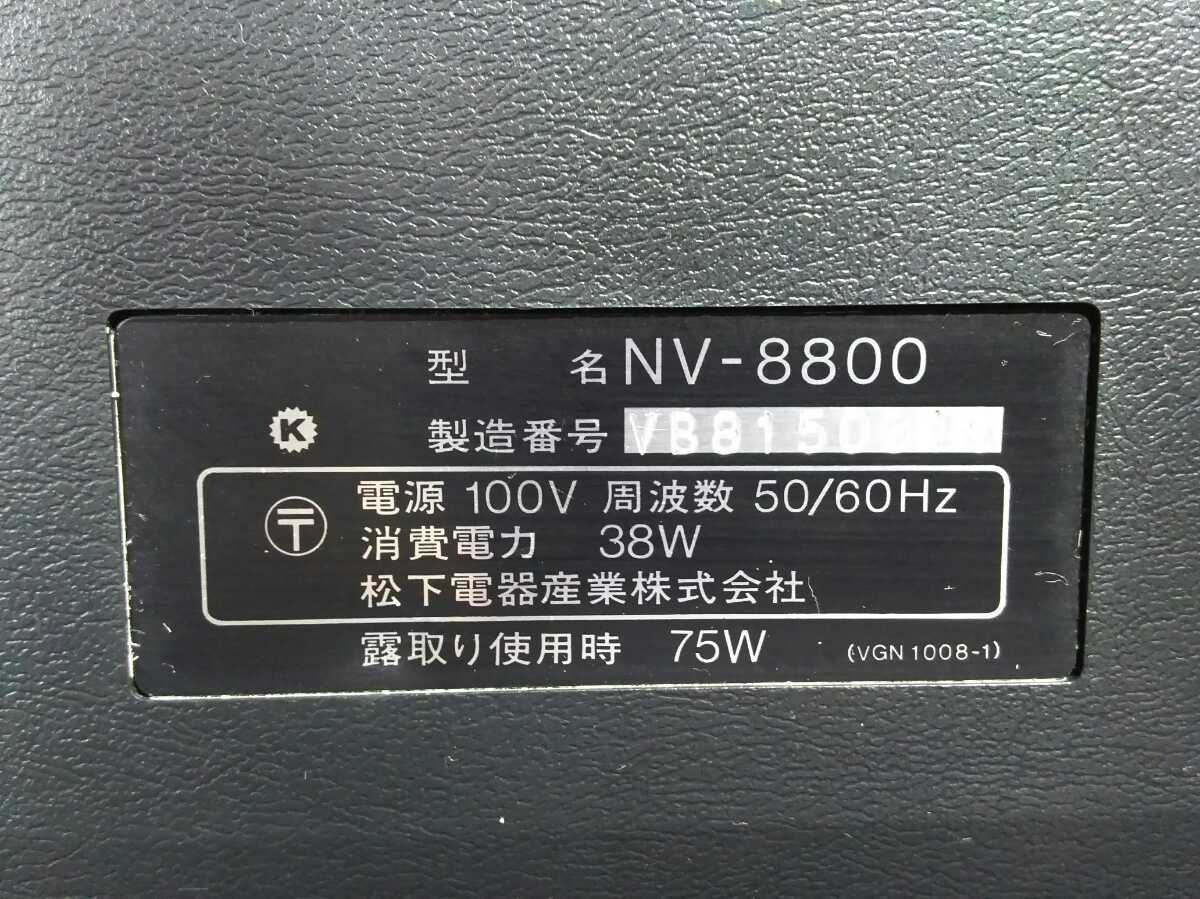 型 名 NV-8800
K 製造番号
〒 電源 100V 周波数 50/60Hz
消費電力 38W
松下電器産業株式会社
露取り使用時 75W (VGN1008-1)